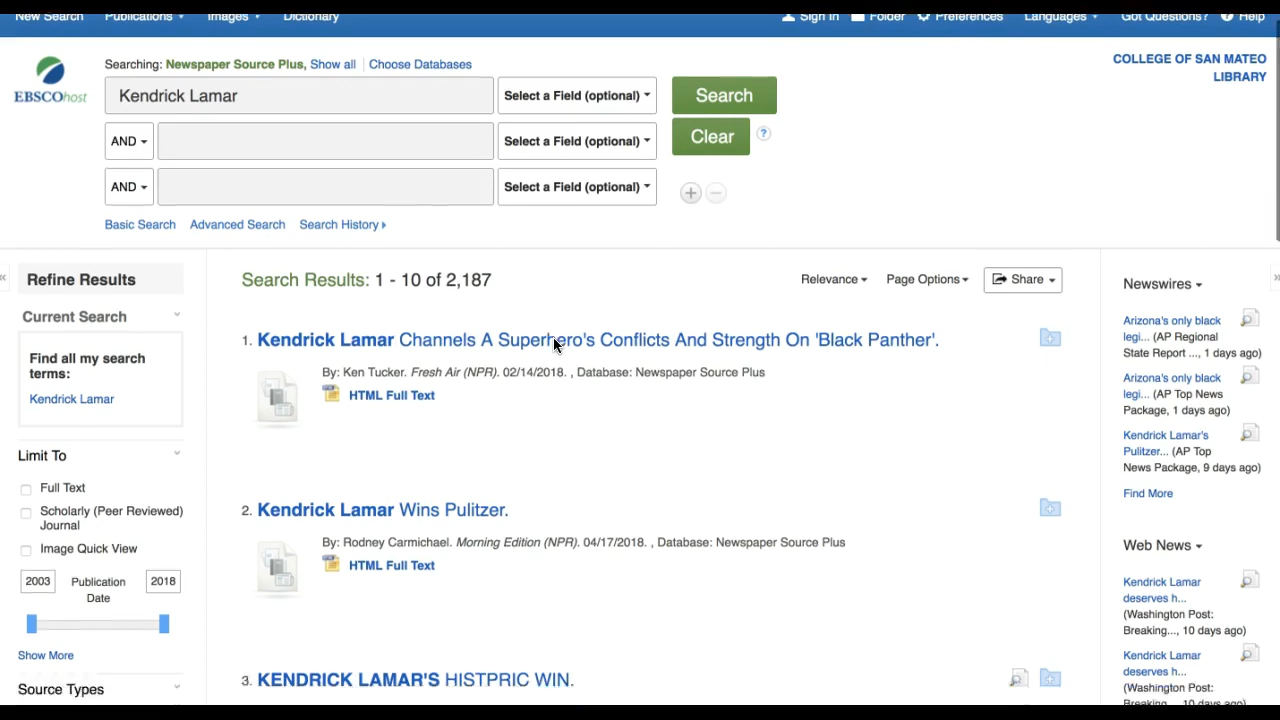 New Search Publications Images Dictionary Sign In Folder Preferences Languages Got Questions? Help
EBSCOhost
Searching: Newspaper Source Plus, Show all Choose Databases
COLLEGE OF SAN MATEO
LIBRARY
Kendrick Lamar Select a Field (optional) Search
AND Select a Field (optional) Clear ?
AND Select a Field (optional)
Basic Search Advanced Search Search History
Refine Results
Current Search
Find all my search
terms:
Kendrick Lamar
Limit To
Full Text
Scholarly (Peer Reviewed)
Journal
Image Quick View
2003 Publication 2018
Date
Show More
Source Types
Search Results: 1 - 10 of 2,187
Relevance Page Options Share
1. Kendrick Lamar Channels A Superhero's Conflicts And Strength On 'Black Panther'.
By: Ken Tucker. Fresh Air (NPR). 02/14/2018. , Database: Newspaper Source Plus
HTML Full Text
2. Kendrick Lamar Wins Pulitzer.
By: Rodney Carmichael. Morning Edition (NPR). 04/17/2018. , Database: Newspaper Source Plus
HTML Full Text
3. KENDRICK LAMAR'S HISTPRIC WIN.
Newswires
Arizona's only black
legi... (AP Regional
State Report ..., 1 days ago)
Arizona's only black
legi... (AP Top News
Package, 1 days ago)
Kendrick Lamar's
Pulitzer... (AP Top
News Package, 9 days ago)
Find More
Web News
Kendrick Lamar
deserves h...
(Washington Post:
Breaking..., 10 days ago)
Kendrick Lamar
deserves h...
(Washington Post:
Breaking... 10 days ago)